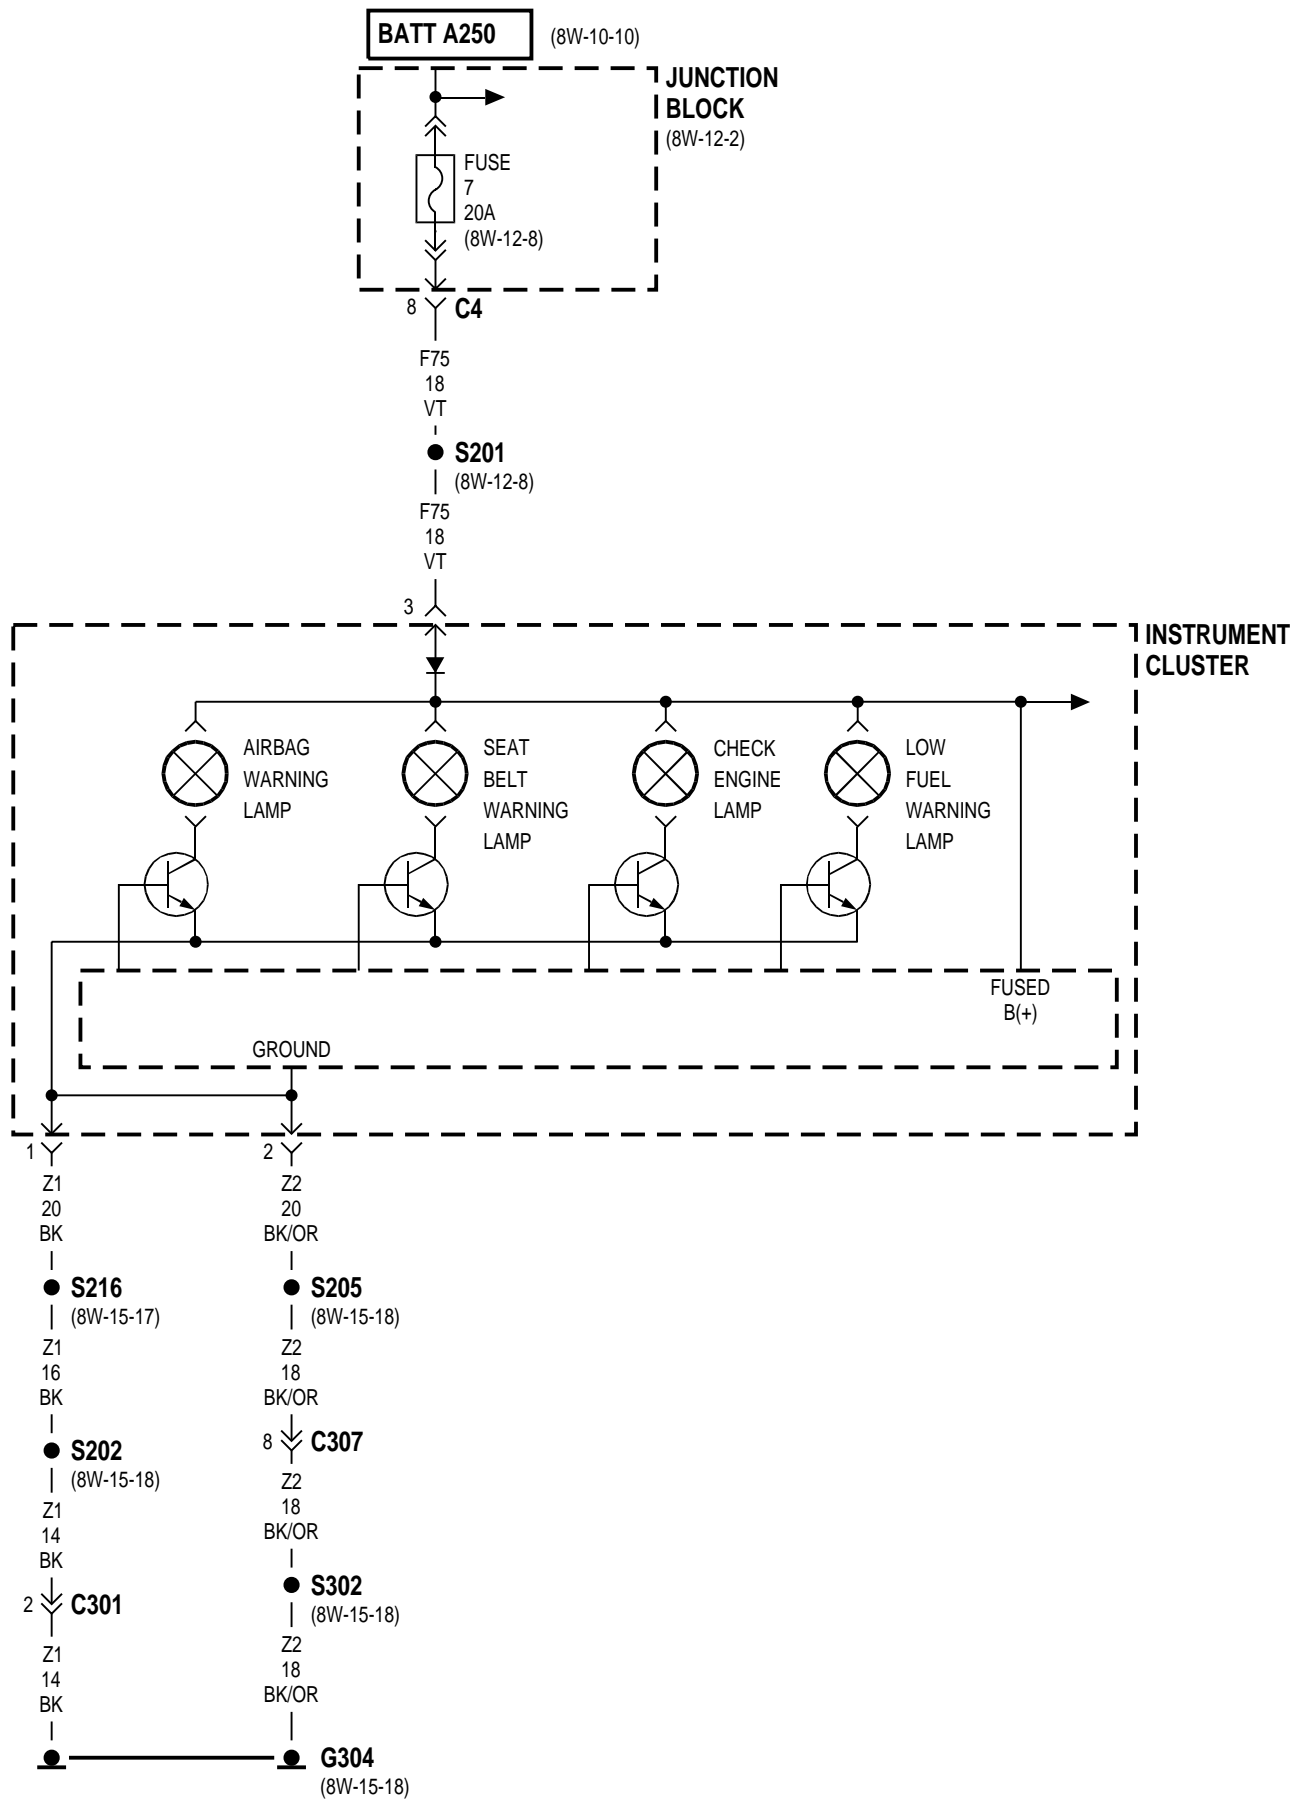 BATT A250 (8W-10-10)
JUNCTION
BLOCK
(8W-12-2)
FUSE
7
20A
(8W-12-8)
8 C4
F75
18
VT
S201
(8W-12-8)
F75
18
VT
3
INSTRUMENT
CLUSTER
AIRBAG
WARNING
LAMP
SEAT
BELT
WARNING
LAMP
CHECK
ENGINE
LAMP
LOW
FUEL
WARNING
LAMP
FUSED
B(+)
GROUND
1
Z1
20
BK
S216
(8W-15-17)
Z1
16
BK
S202
(8W-15-18)
Z1
14
BK
2 C301
Z1
14
BK
2
Z2
20
BK/OR
S205
(8W-15-18)
Z2
18
BK/OR
8 C307
Z2
18
BK/OR
S302
(8W-15-18)
Z2
18
BK/OR
G304
(8W-15-18)